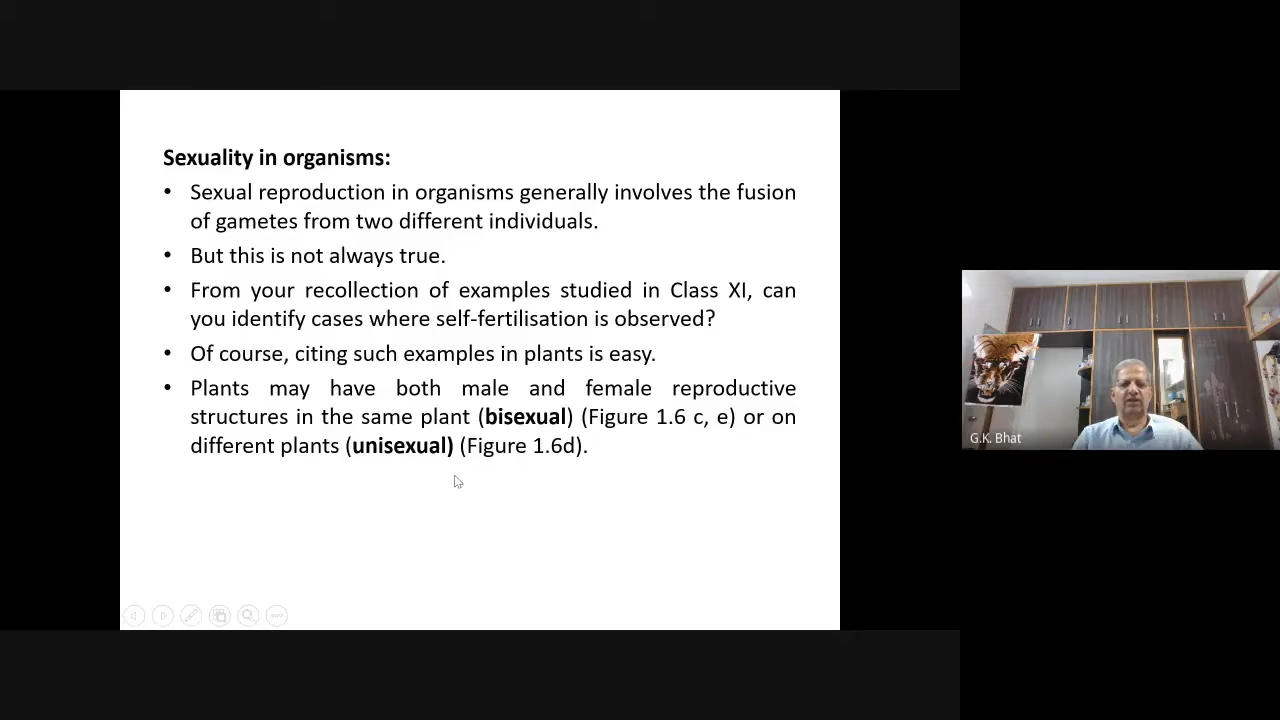 Sexuality in organisms:
• Sexual reproduction in organisms generally involves the fusion
of gametes from two different individuals.
• But this is not always true.
• From your recollection of examples studied in Class XI, can
you identify cases where self-fertilisation is observed?
• Of course, citing such examples in plants is easy.
• Plants may have both male and female reproductive
structures in the same plant (bisexual) (Figure 1.6 c, e) or on
different plants (unisexual) (Figure 1.6d).
G.K. Bhat